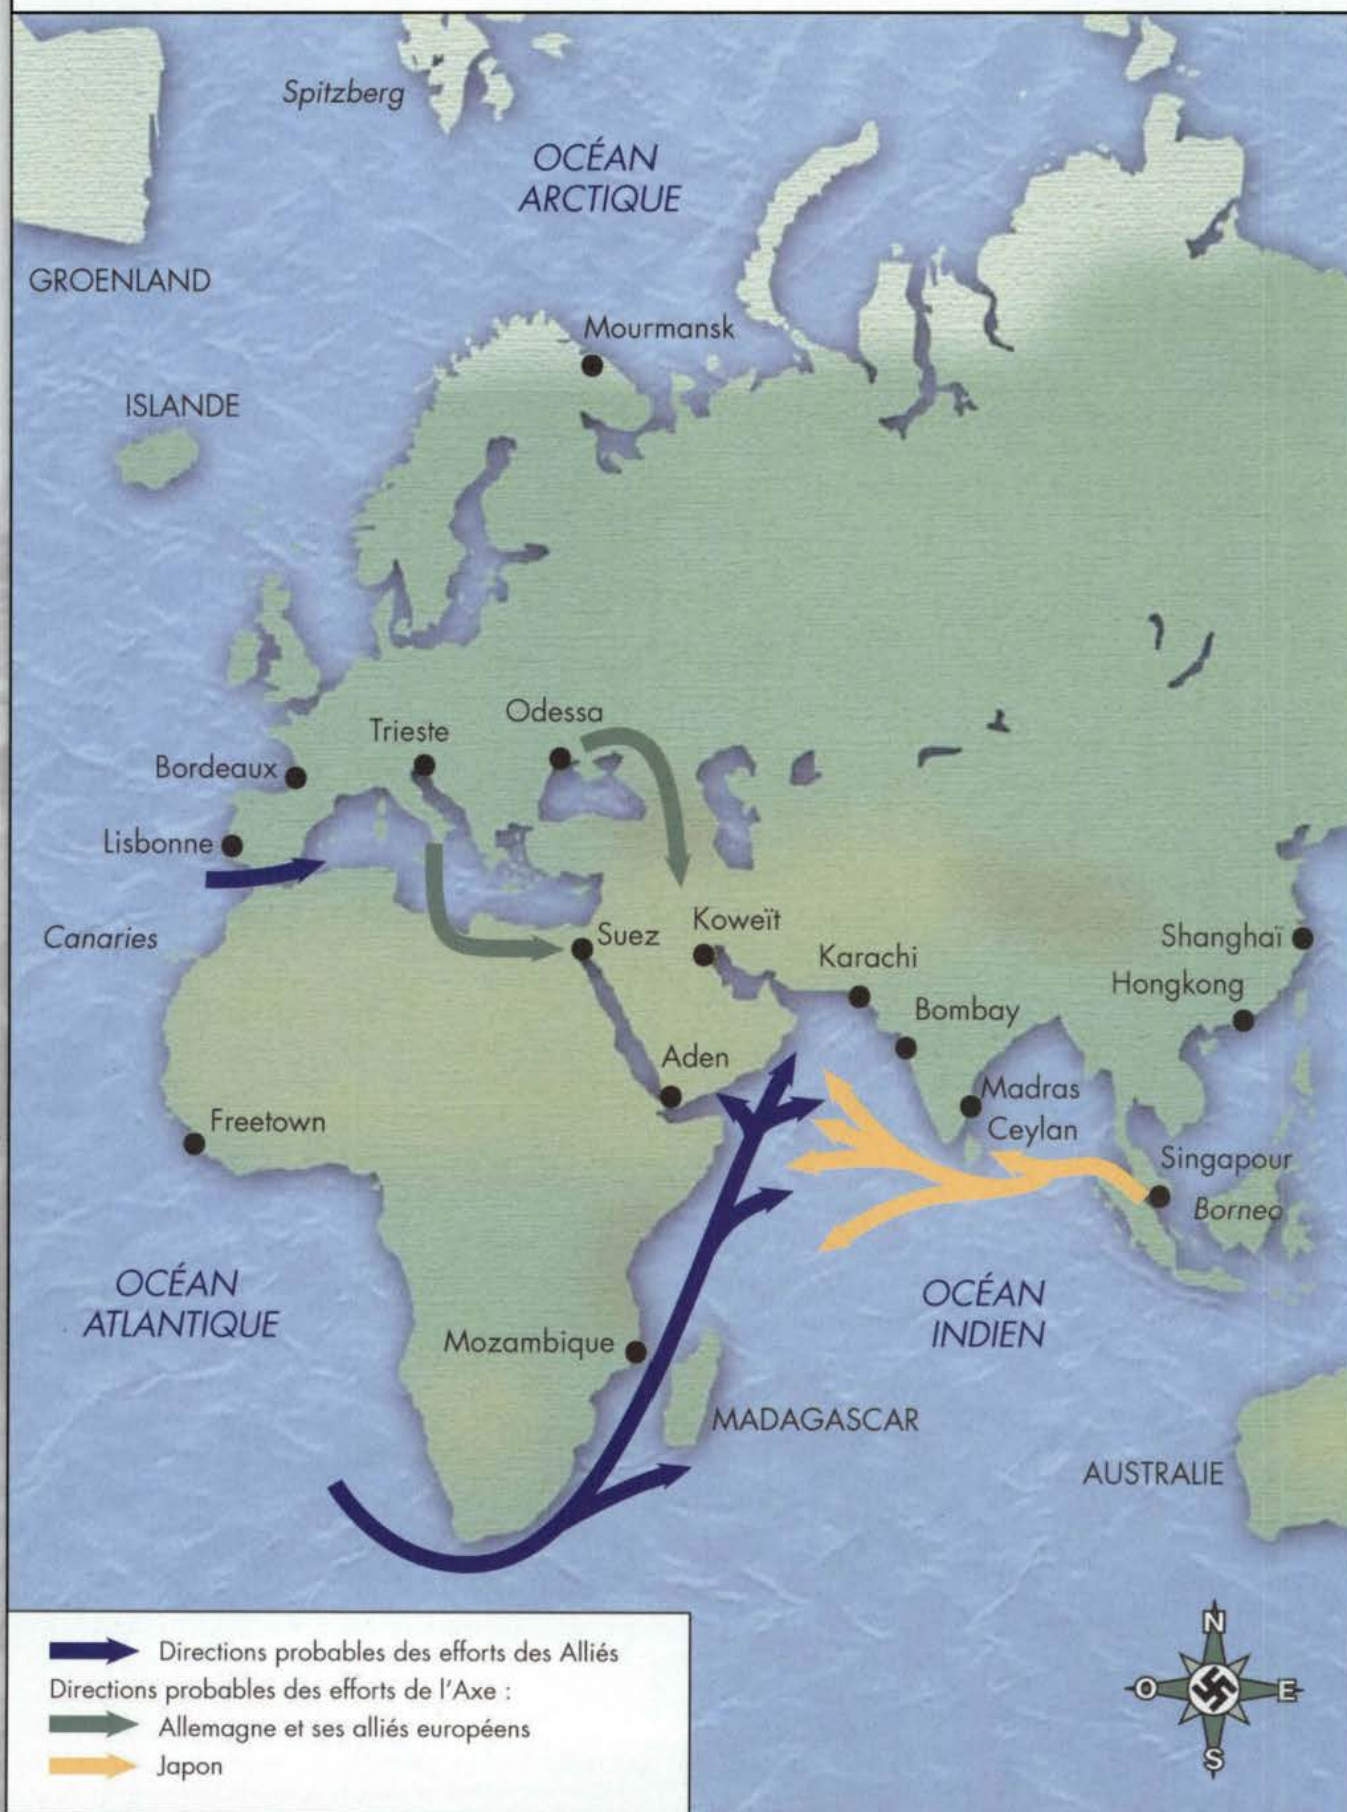 Spitzberg
OCÉAN
ARCTIQUE
GROENLAND
Mourmansk
ISLANDE
Odessa
Trieste
Bordeaux
Lisbonne
Canaries
Suez
Koweït
Karachi
Shanghaï
Hongkong
Bombay
Aden
Madras
Ceylan
Freetown
Singapour
Borneo
OCÉAN
ATLANTIQUE
OCÉAN
INDIEN
Mozambique
MADAGASCAR
AUSTRALIE
Directions probables des efforts des Alliés
Directions probables des efforts de l'Axe :
Allemagne et ses alliés européens
Japon
N
O
E
S